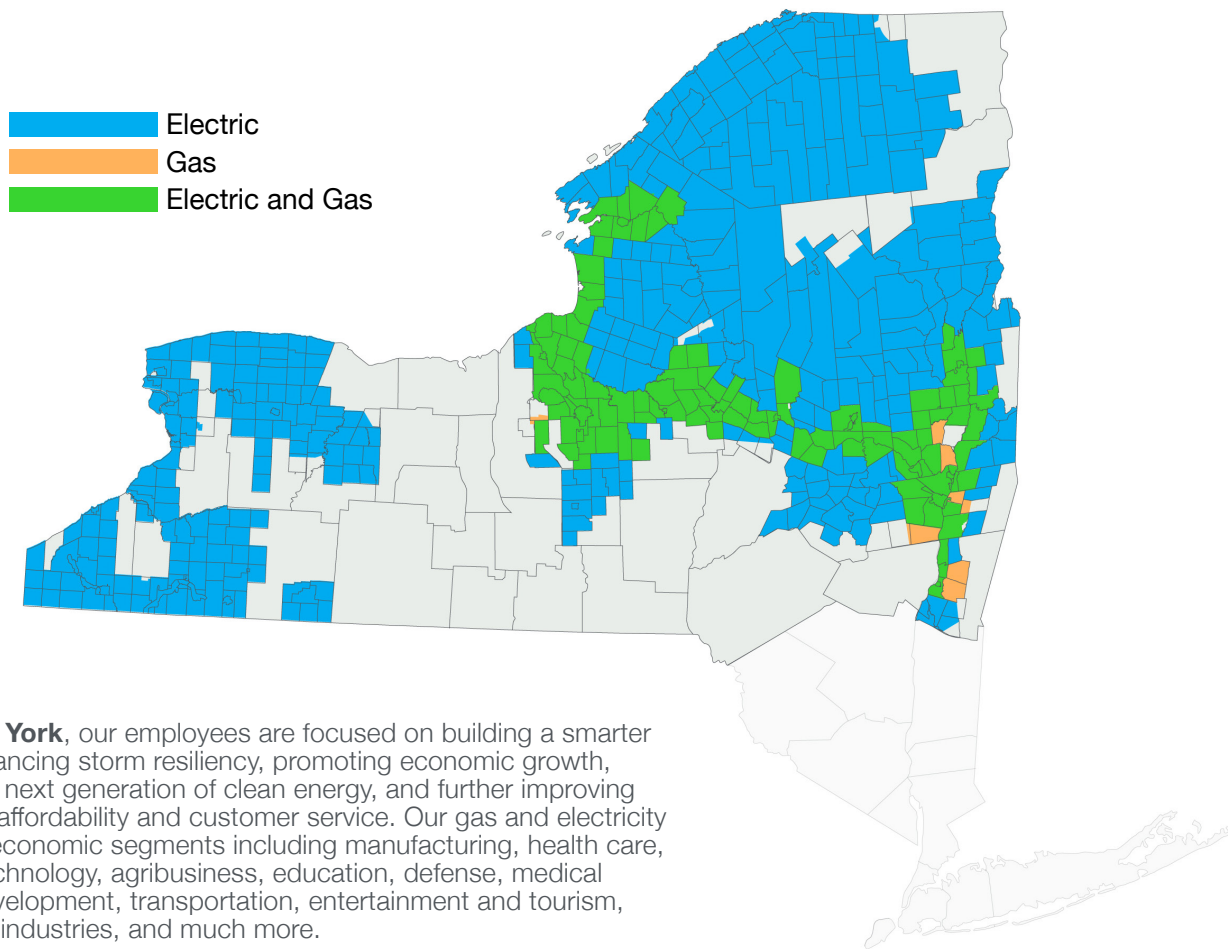 Electric
Gas
Electric and Gas
York, our employees are focused on building a smarter
ancing storm resiliency, promoting economic growth,
next generation of clean energy, and further improving
affordability and customer service. Our gas and electricity
economic segments including manufacturing, health care,
chnology, agribusiness, education, defense, medical
velopment, transportation, entertainment and tourism,
industries, and much more.